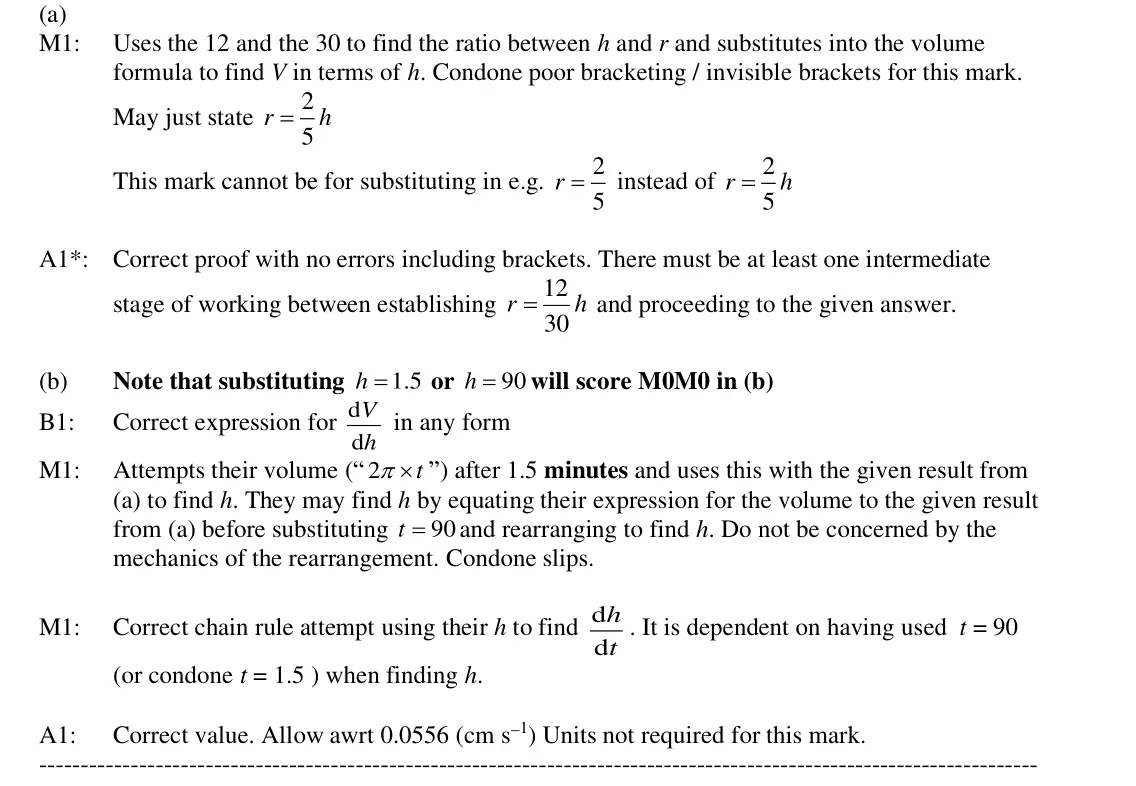 (a)
M1: Uses the 12 and the 30 to find the ratio between h and r and substitutes into the volume
formula to find V in terms of h. Condone poor bracketing / invisible brackets for this mark.
May just state r = 2/5 h
This mark cannot be for substituting in e.g. r = 2/5 instead of r = 2/5 h
A1*: Correct proof with no errors including brackets. There must be at least one intermediate
stage of working between establishing r = 12/30 h and proceeding to the given answer.
(b) Note that substituting h = 1.5 or h = 90 will score M0M0 in (b)
B1: Correct expression for dV/dh in any form
M1: Attempts their volume (“ 2π × t ”) after 1.5 minutes and uses this with the given result from
(a) to find h. They may find h by equating their expression for the volume to the given result
from (a) before substituting t = 90 and rearranging to find h. Do not be concerned by the
mechanics of the rearrangement. Condone slips.
M1: Correct chain rule attempt using their h to find dh/dt . It is dependent on having used t = 90
(or condone t = 1.5 ) when finding h.
A1: Correct value. Allow awrt 0.0556 (cm s⁻¹) Units not required for this mark.